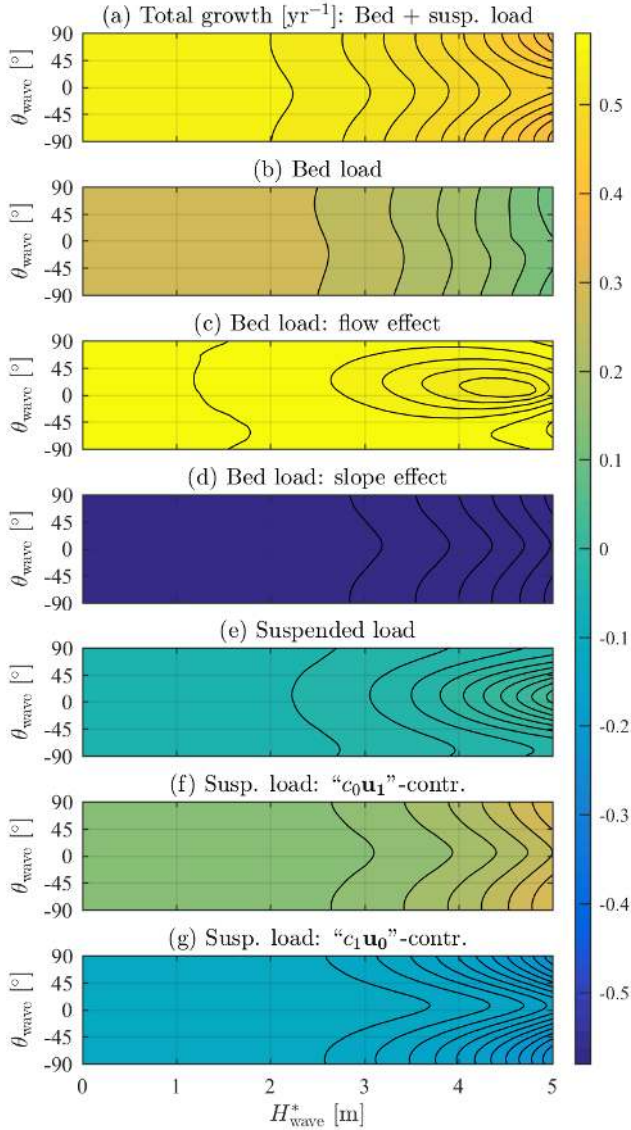 (a) Total growth [yr⁻¹]: Bed + susp. load
90
45
0
-45
-90
θwave [°]
(b) Bed load
90
45
0
-45
-90
θwave [°]
(c) Bed load: flow effect
90
45
0
-45
-90
θwave [°]
(d) Bed load: slope effect
90
45
0
-45
-90
θwave [°]
(e) Suspended load
90
45
0
-45
-90
θwave [°]
(f) Susp. load: “c₀u₁”-contr.
90
45
0
-45
-90
θwave [°]
(g) Susp. load: “c₁u₀”-contr.
90
45
0
-45
-90
θwave [°]
0 1 2 3 4 5
H*wave [m]
0.5
0.4
0.3
0.2
0.1
0
-0.1
-0.2
-0.3
-0.4
-0.5